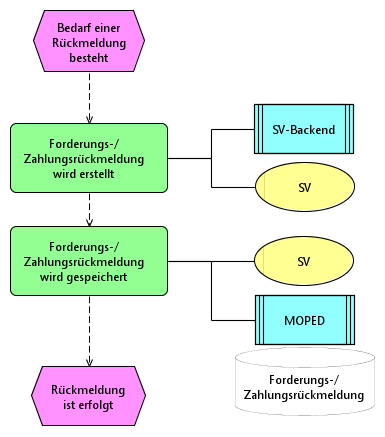 Bedarf einer
Rückmeldung
besteht
Forderungs-/
Zahlungsrückmeldung
wird erstellt
SV-Backend
SV
Forderungs-/
Zahlungsrückmeldung
wird gespeichert
SV
MOPED
Forderungs-/
Zahlungsrückmeldung
Rückmeldung
ist erfolgt